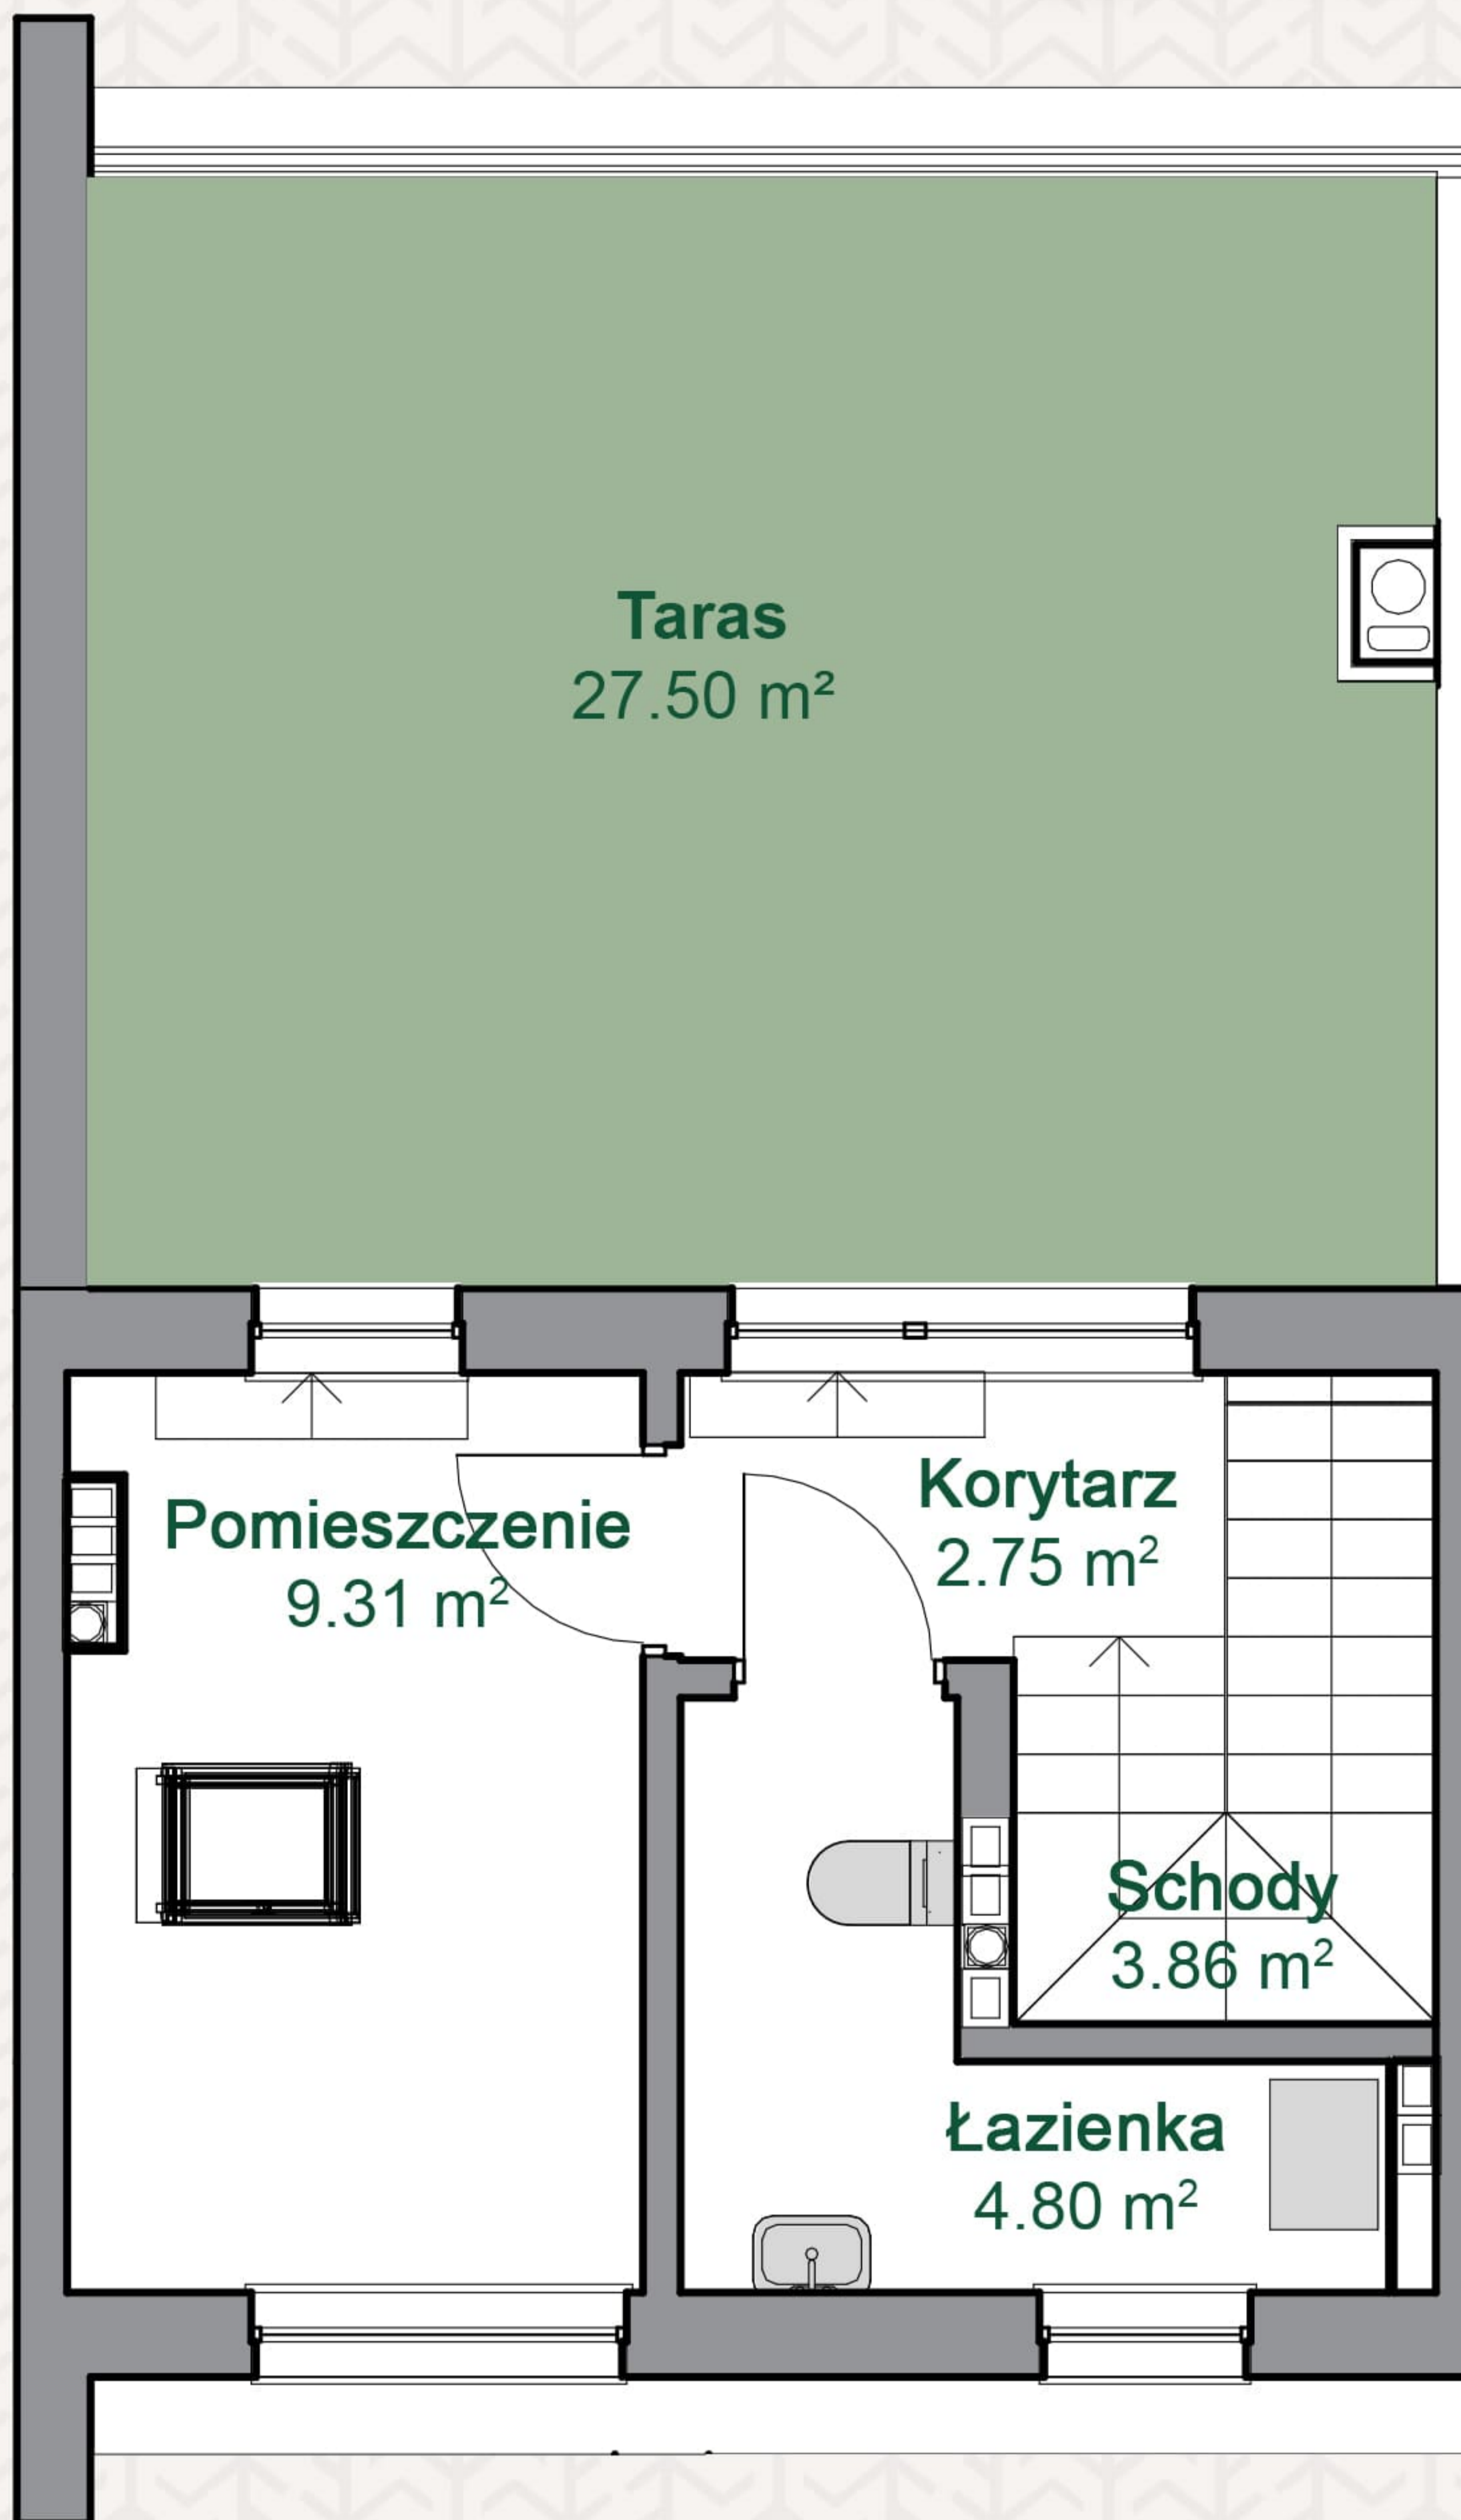 Taras
27.50 m²
Pomieszczenie
9.31 m²
Korytarz
2.75 m²
Schody
3.86 m²
Łazienka
4.80 m²